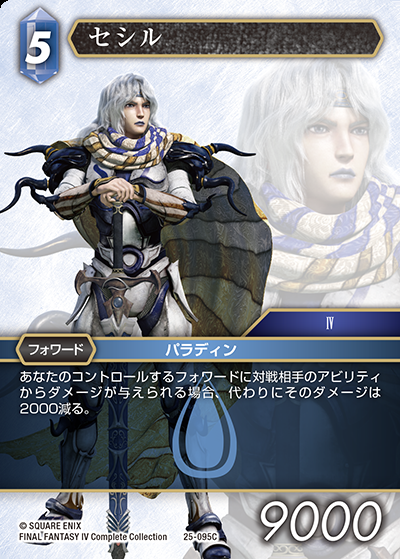 5
セシル
IV
フォワード
パラディン
あなたのコントロールするフォワードに対戦相手のアビリティ
からダメージが与えられる場合、代わりにそのダメージは
2000減る。
© SQUARE ENIX
FINAL FANTASY IV Complete Collection
25-095C
9000